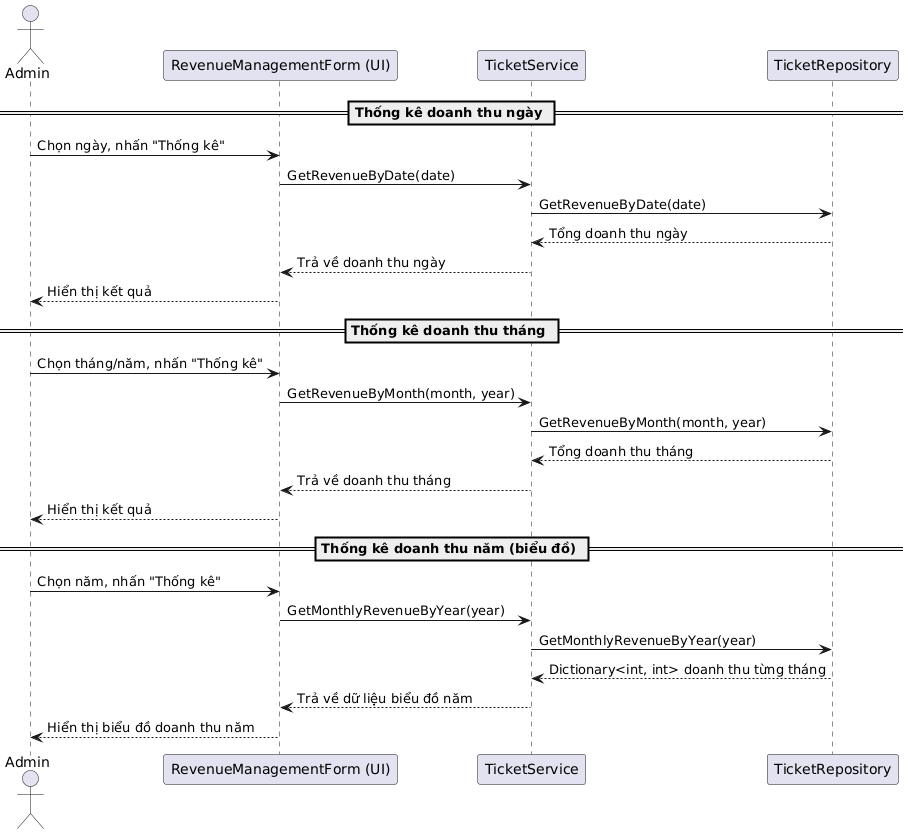 Admin
RevenueManagementForm (UI)
TicketService
TicketRepository
Thống kê doanh thu ngày
Chọn ngày, nhấn "Thống kê"
GetRevenueByDate(date)
GetRevenueByDate(date)
Tổng doanh thu ngày
Trả về doanh thu ngày
Hiển thị kết quả
Thống kê doanh thu tháng
Chọn tháng/năm, nhấn "Thống kê"
GetRevenueByMonth(month, year)
GetRevenueByMonth(month, year)
Tổng doanh thu tháng
Trả về doanh thu tháng
Hiển thị kết quả
Thống kê doanh thu năm (biểu đồ)
Chọn năm, nhấn "Thống kê"
GetMonthlyRevenueByYear(year)
GetMonthlyRevenueByYear(year)
Dictionary<int, int> doanh thu từng tháng
Trả về dữ liệu biểu đồ năm
Hiển thị biểu đồ doanh thu năm
Admin
RevenueManagementForm (UI)
TicketService
TicketRepository